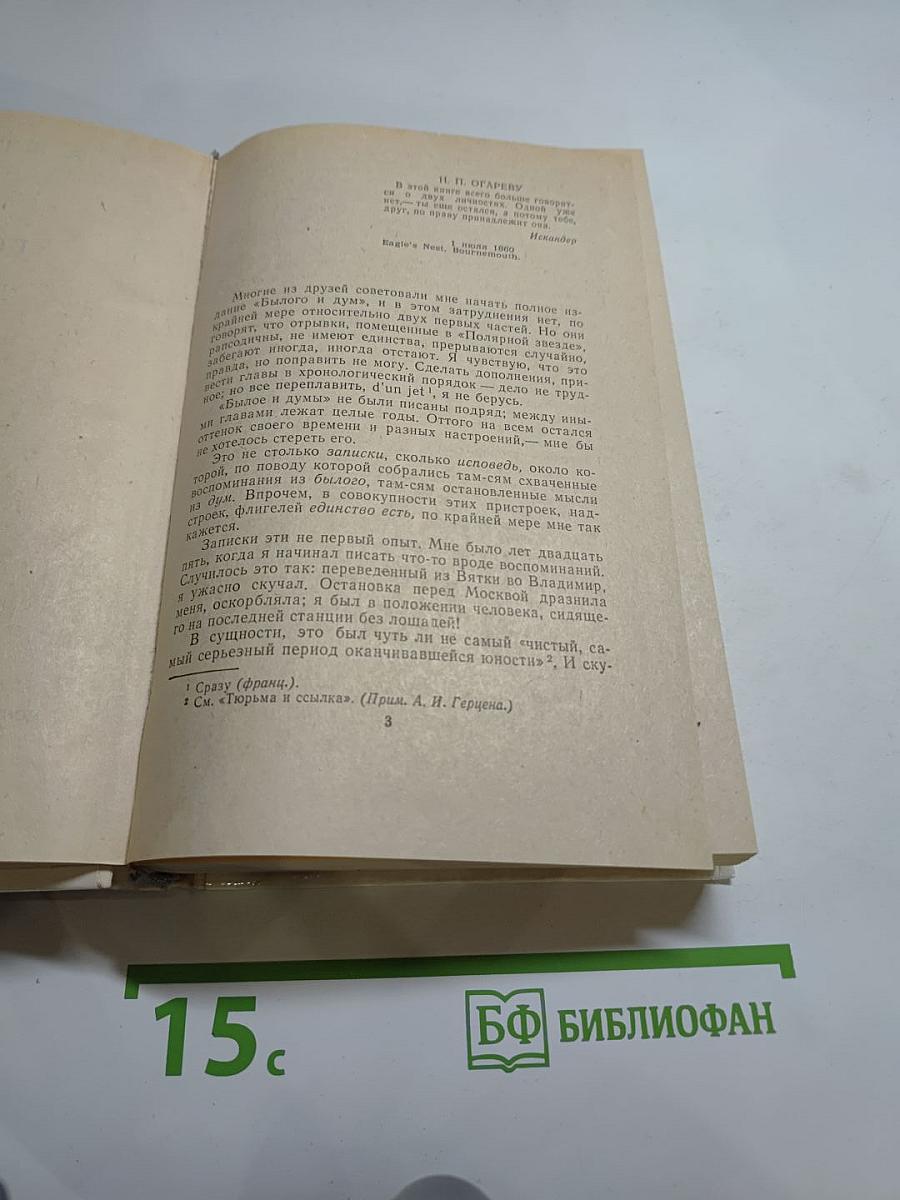 Н. П. ОГАРЕВУ
В этой книге всего больше говорит-
ся о двух личностях. Одной уже
нет,— ты еще остался, а потому тебе,
друг, по праву принадлежит она.
Искандер
1 июля 1860
Eagle's Nest, Bournemouth.
Многие из друзей советовали мне начать полное из-
дание «Былого и дум», и в этом затруднения нет, по
крайней мере относительно двух первых частей. Но они
говорят, что отрывки, помещенные в «Полярной звезде»,
рапсодичны, не имеют единства, прерываются случайно,
забегают иногда, иногда отстают. Я чувствую, что это
правда, но поправить не могу. Сделать дополнения, при-
вести главы в хронологический порядок — дело не труд-
ное; но все переплавить, d'un jet¹, я не берусь.
«Былое и думы» не были писаны подряд; между ины-
ми главами лежат целые годы. Оттого на всем остался
оттенок своего времени и разных настроений,— мне бы
не хотелось стереть его.
Это не столько записки, сколько исповедь, около ко-
торой, по поводу которой собрались там-сям схваченные
воспоминания из былого, там-сям остановленные мысли
из дум. Впрочем, в совокупности этих пристроек, над-
строек, флигелей единство есть, по крайней мере мне так
кажется.
Записки эти не первый опыт. Мне было лет двадцать
пять, когда я начинал писать что-то вроде воспоминаний.
Случилось это так: переведенный из Вятки во Владимир,
я ужасно скучал. Остановка перед Москвой дразнила
меня, оскорбляла; я был в положении человека, сидяще-
го на последней станции без лошадей!
В сущности, это был чуть ли не самый «чистый, са-
мый серьезный период оканчивавшейся юности»². И ску-
¹ Сразу (франц.).
² См. «Тюрьма и ссылка». (Прим. А. И. Герцена.)
3
15 с
БФ БИБЛИОФАН